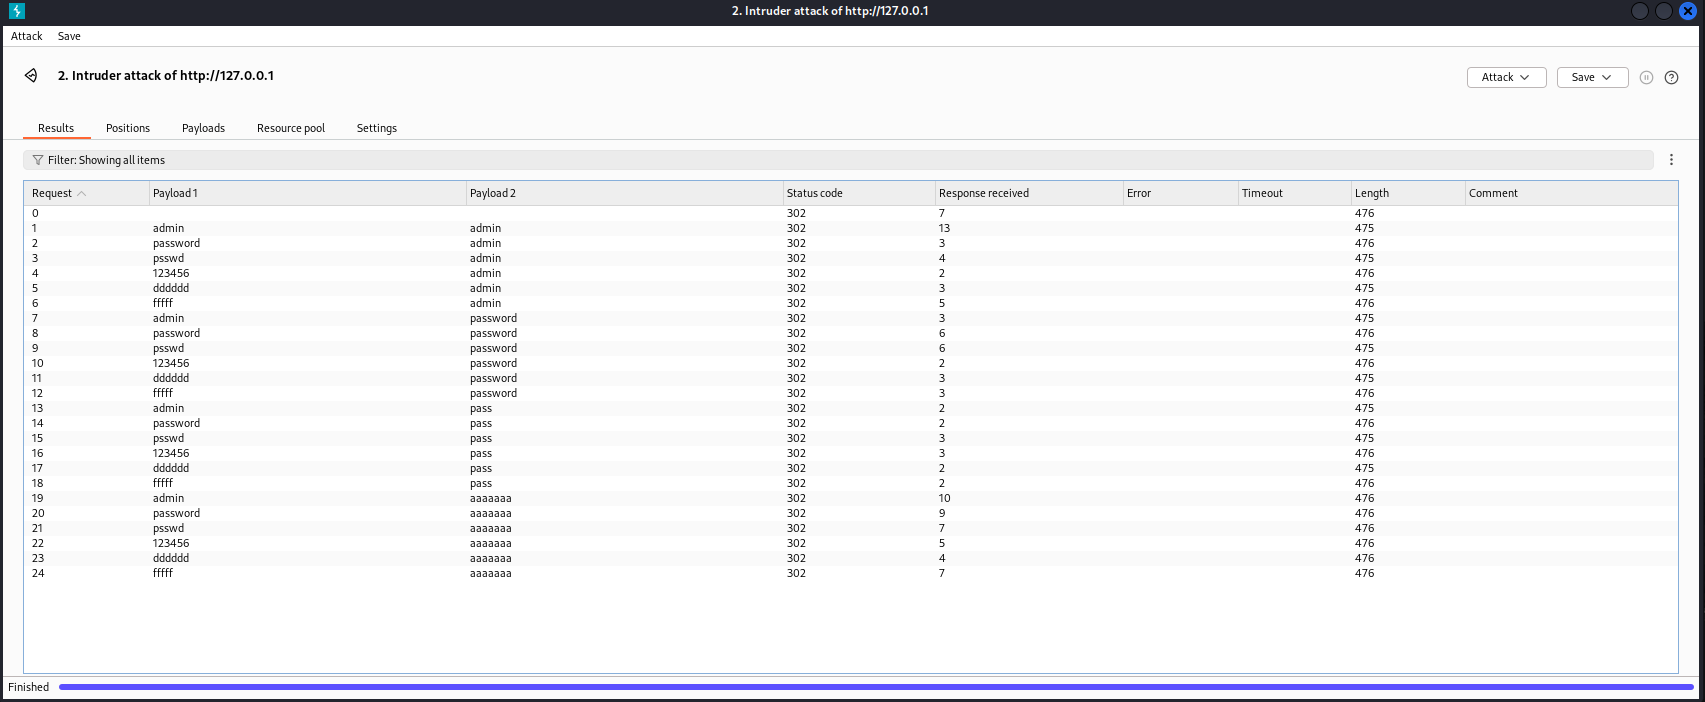 2. Intruder attack of http://127.0.0.1
Attack Save
2. Intruder attack of http://127.0.0.1
Attack Save
Results Positions Payloads Resource pool Settings
Filter: Showing all items
Request Payload 1 Payload 2 Status code Response received Error Timeout Length Comment
0 302 7 476
1 admin admin 302 13 475
2 password admin 302 3 476
3 psswd admin 302 4 475
4 123456 admin 302 2 476
5 dddddd admin 302 3 475
6 fffff admin 302 5 476
7 admin password 302 3 475
8 password password 302 6 476
9 psswd password 302 6 475
10 123456 password 302 2 476
11 dddddd password 302 3 475
12 fffff password 302 3 476
13 admin pass 302 2 475
14 password pass 302 2 476
15 psswd pass 302 3 475
16 123456 pass 302 3 476
17 dddddd pass 302 2 475
18 fffff pass 302 2 476
19 admin aaaaaaa 302 10 476
20 password aaaaaaa 302 9 476
21 psswd aaaaaaa 302 7 476
22 123456 aaaaaaa 302 5 476
23 dddddd aaaaaaa 302 4 476
24 fffff aaaaaaa 302 7 476
Finished